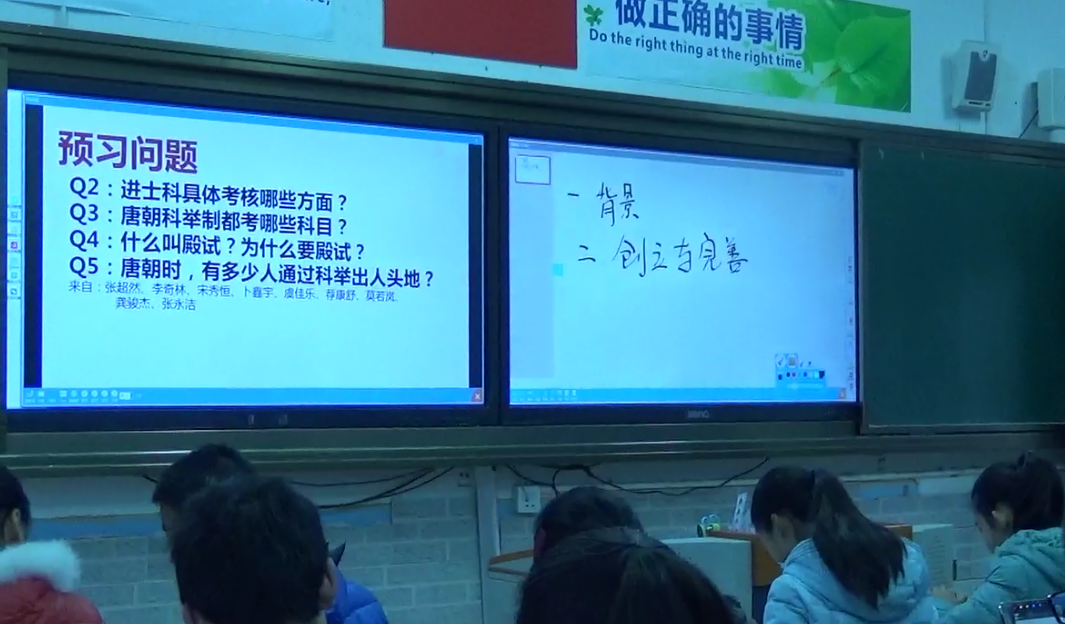 做正确的事情
Do the right thing at the right time
预习问题
Q2：进士科具体考核哪些方面？
Q3：唐朝科举制都考哪些科目？
Q4：什么叫殿试？为什么要殿试？
Q5：唐朝时，有多少人通过科举出人头地？
来自：张超然、李奇林、宋秀恒、卜鑫宇、虞佳乐、荐康舒、莫若岚、
龚骏杰、张永洁
一 背景
二 创立与完善
BENQ